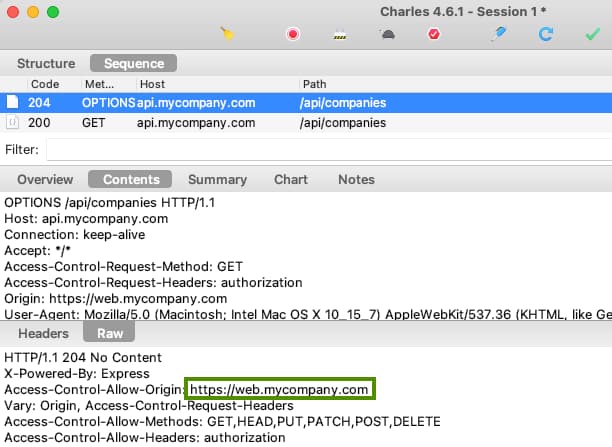 Charles 4.6.1 - Session 1 *
Structure Sequence
Code Met... Host Path
204 OPTIONS api.mycompany.com /api/companies
200 GET api.mycompany.com /api/companies
Filter:
Overview Contents Summary Chart Notes
OPTIONS /api/companies HTTP/1.1
Host: api.mycompany.com
Connection: keep-alive
Accept: */*
Access-Control-Request-Method: GET
Access-Control-Request-Headers: authorization
Origin: https://web.mycompany.com
User-Agent: Mozilla/5.0 (Macintosh; Intel Mac OS X 10_15_7) AppleWebKit/537.36 (KHTML, like Ge
Headers Raw
HTTP/1.1 204 No Content
X-Powered-By: Express
Access-Control-Allow-Origin: https://web.mycompany.com
Vary: Origin, Access-Control-Request-Headers
Access-Control-Allow-Methods: GET,HEAD,PUT,PATCH,POST,DELETE
Access-Control-Allow-Headers: authorization